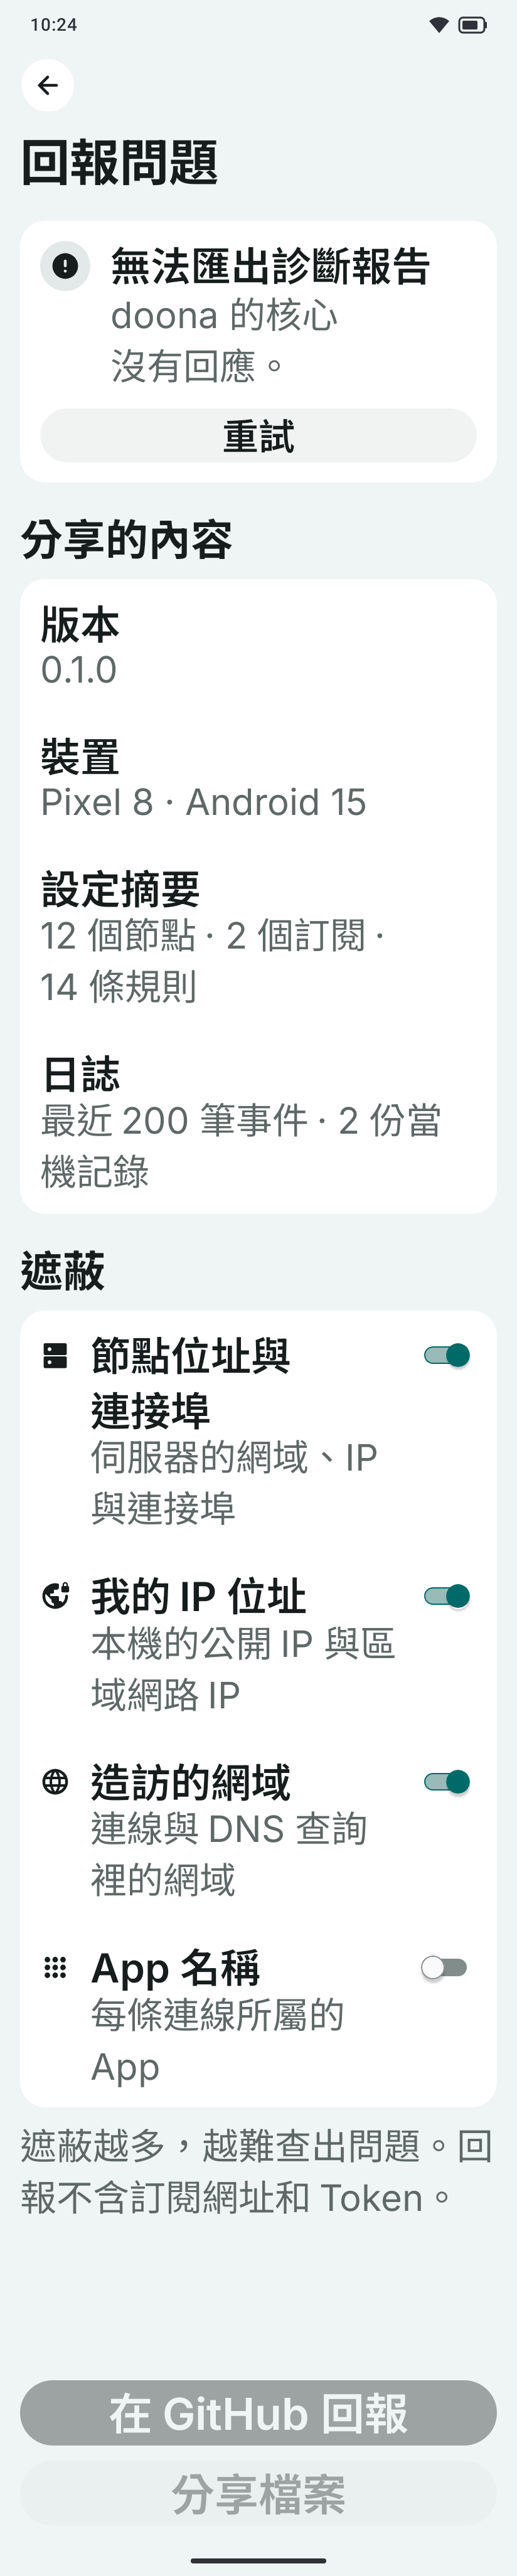 10:24
回報問題
無法匯出診斷報告
doona 的核心
沒有回應。
重試
分享的內容
版本
0.1.0
裝置
Pixel 8 · Android 15
設定摘要
12 個節點 · 2 個訂閱 ·
14 條規則
日誌
最近 200 筆事件 · 2 份當
機記錄
遮蔽
節點位址與
連接埠
伺服器的網域、IP
與連接埠
我的 IP 位址
本機的公開 IP 與區
域網路 IP
造訪的網域
連線與 DNS 查詢
裡的網域
App 名稱
每條連線所屬的
App
遮蔽越多，越難查出問題。回
報不含訂閱網址和 Token。
在 GitHub 回報
分享檔案